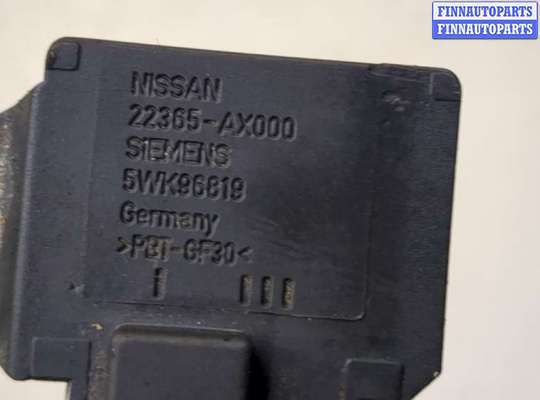 FINNAUTOPARTS
FINNAUTOPARTS
NISSAN
22365-AX000
SIEMENS
5WK96819
Germany
>PBT-GF30<